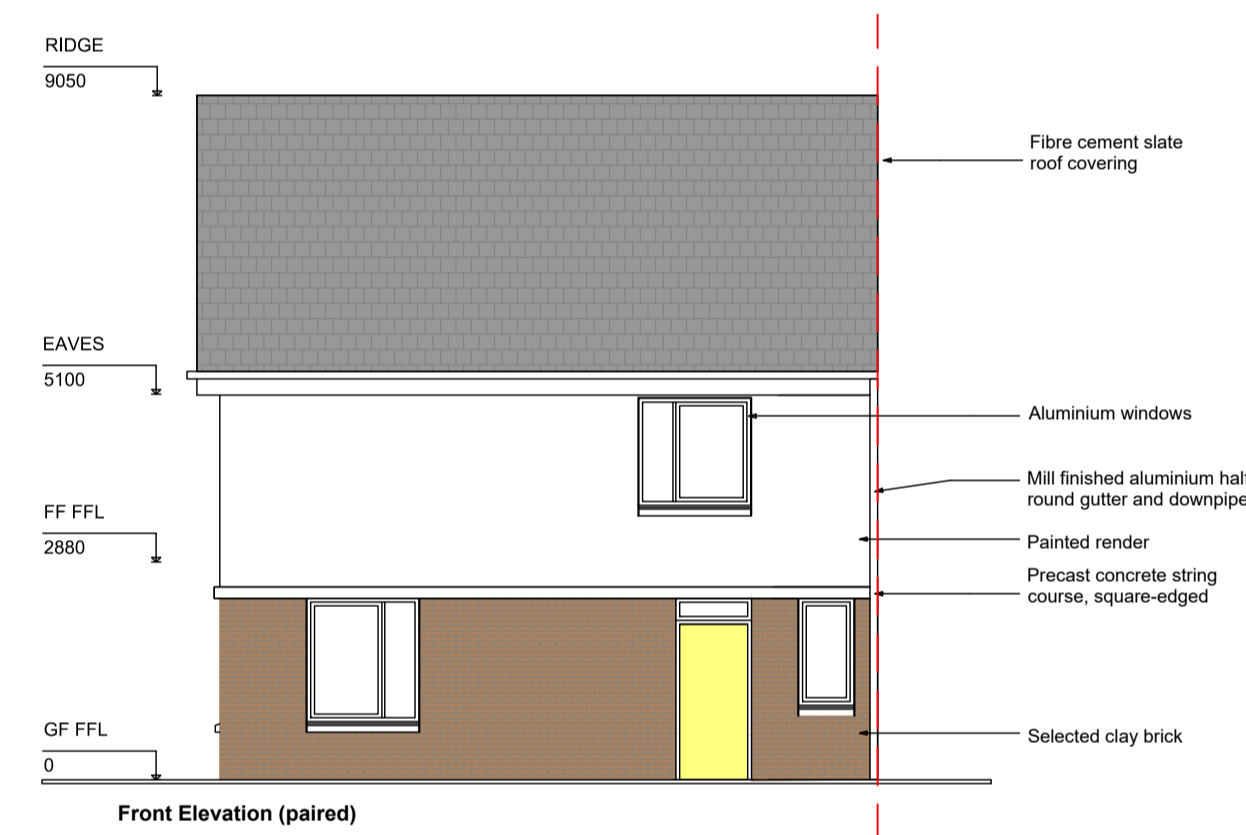 RIDGE
9050
Fibre cement slate
roof covering
EAVES
5100
Aluminium windows
Mill finished aluminium half
round gutter and downpipe
FF FFL
2880
Painted render
Precast concrete string
course, square-edged
GF FFL
0
Selected clay brick
Front Elevation (paired)